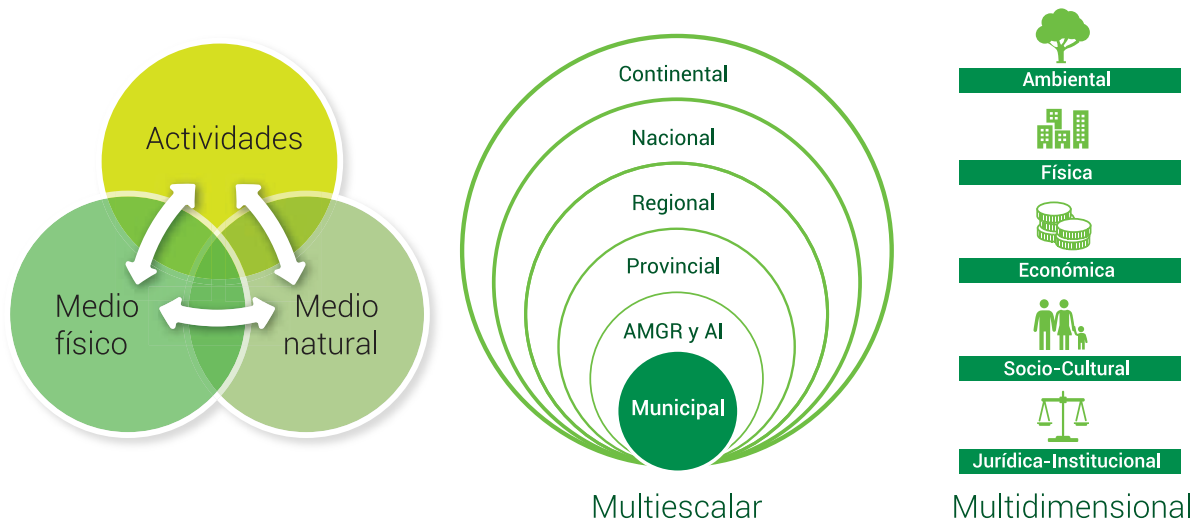 Actividades
Medio
físico
Medio
natural
Continental
Nacional
Regional
Provincial
AMGR y AI
Municipal
Multiescalar
Ambiental
Física
Económica
Socio-Cultural
Jurídica-Institucional
Multidimensional